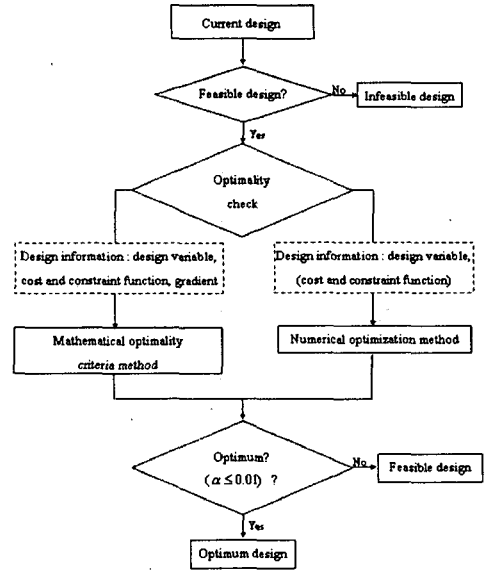 Current design
Feasible design?
No
Infeasible design
Yes
Optimality
check
Design information : design variable,
cost and constraint function, gradient
Design information : design variable,
(cost and constraint function)
Mathematical optimality
criteria method
Numerical optimization method
Optimum?
(α ≤ 0.01) ?
No
Feasible design
Yes
Optimum design